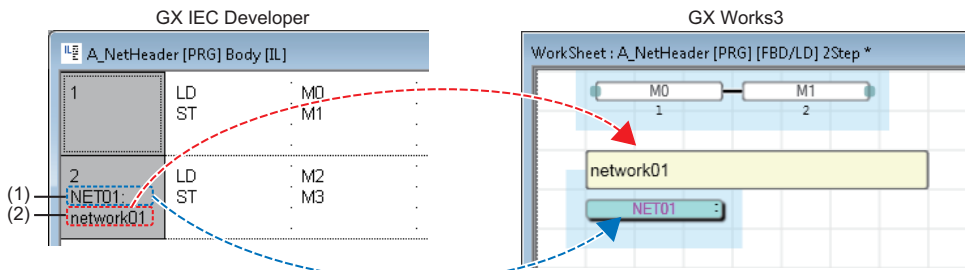 GX IEC Developer
GX Works3
A_NetHeader [PRG] Body [IL]
1
LD M0
ST M1
2
LD M2
NET01:
ST M3
network01
(1)
(2)
WorkSheet : A_NetHeader [PRG] [FBD/LD] 2Step *
M0 M1
1 2
network01
NET01 :